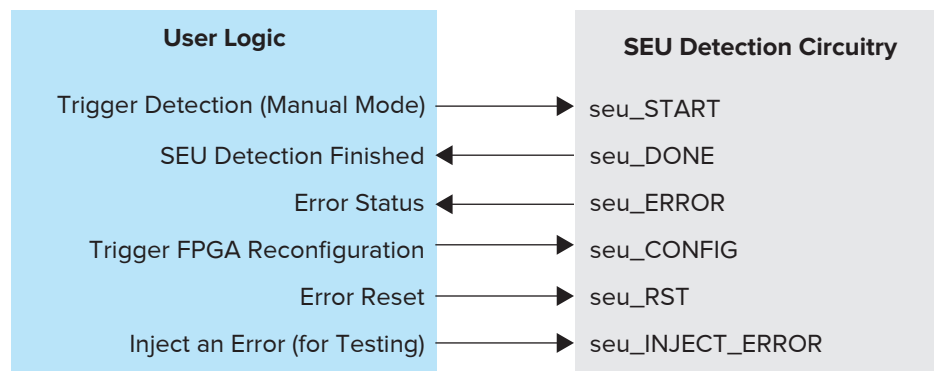 User Logic
SEU Detection Circuitry
Trigger Detection (Manual Mode)
seu_START
SEU Detection Finished
seu_DONE
Error Status
seu_ERROR
Trigger FPGA Reconfiguration
seu_CONFIG
Error Reset
seu_RST
Inject an Error (for Testing)
seu_INJECT_ERROR